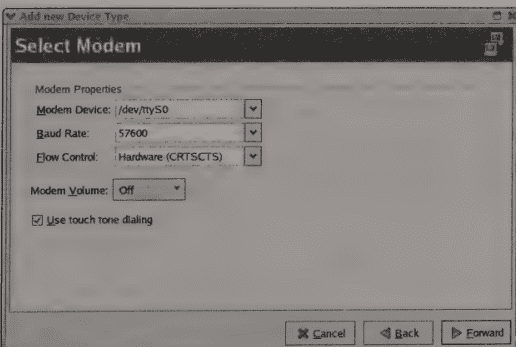 Add new Device Type
Select Modem
Modem Properties
Modem Device: /dev/ttyS0
Baud Rate: 57600
Flow Control: Hardware (CRTSCTS)
Modem Volume: Off
Use touch tone dialing
Cancel Back Forward